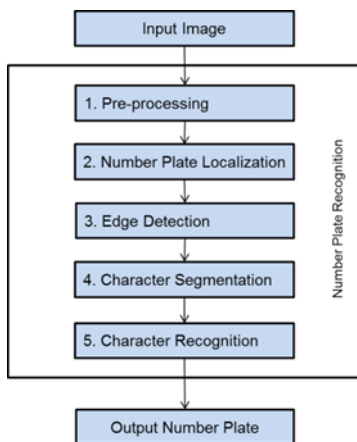 Input Image
1. Pre-processing
2. Number Plate Localization
3. Edge Detection
4. Character Segmentation
5. Character Recognition
Number Plate Recognition
Output Number Plate